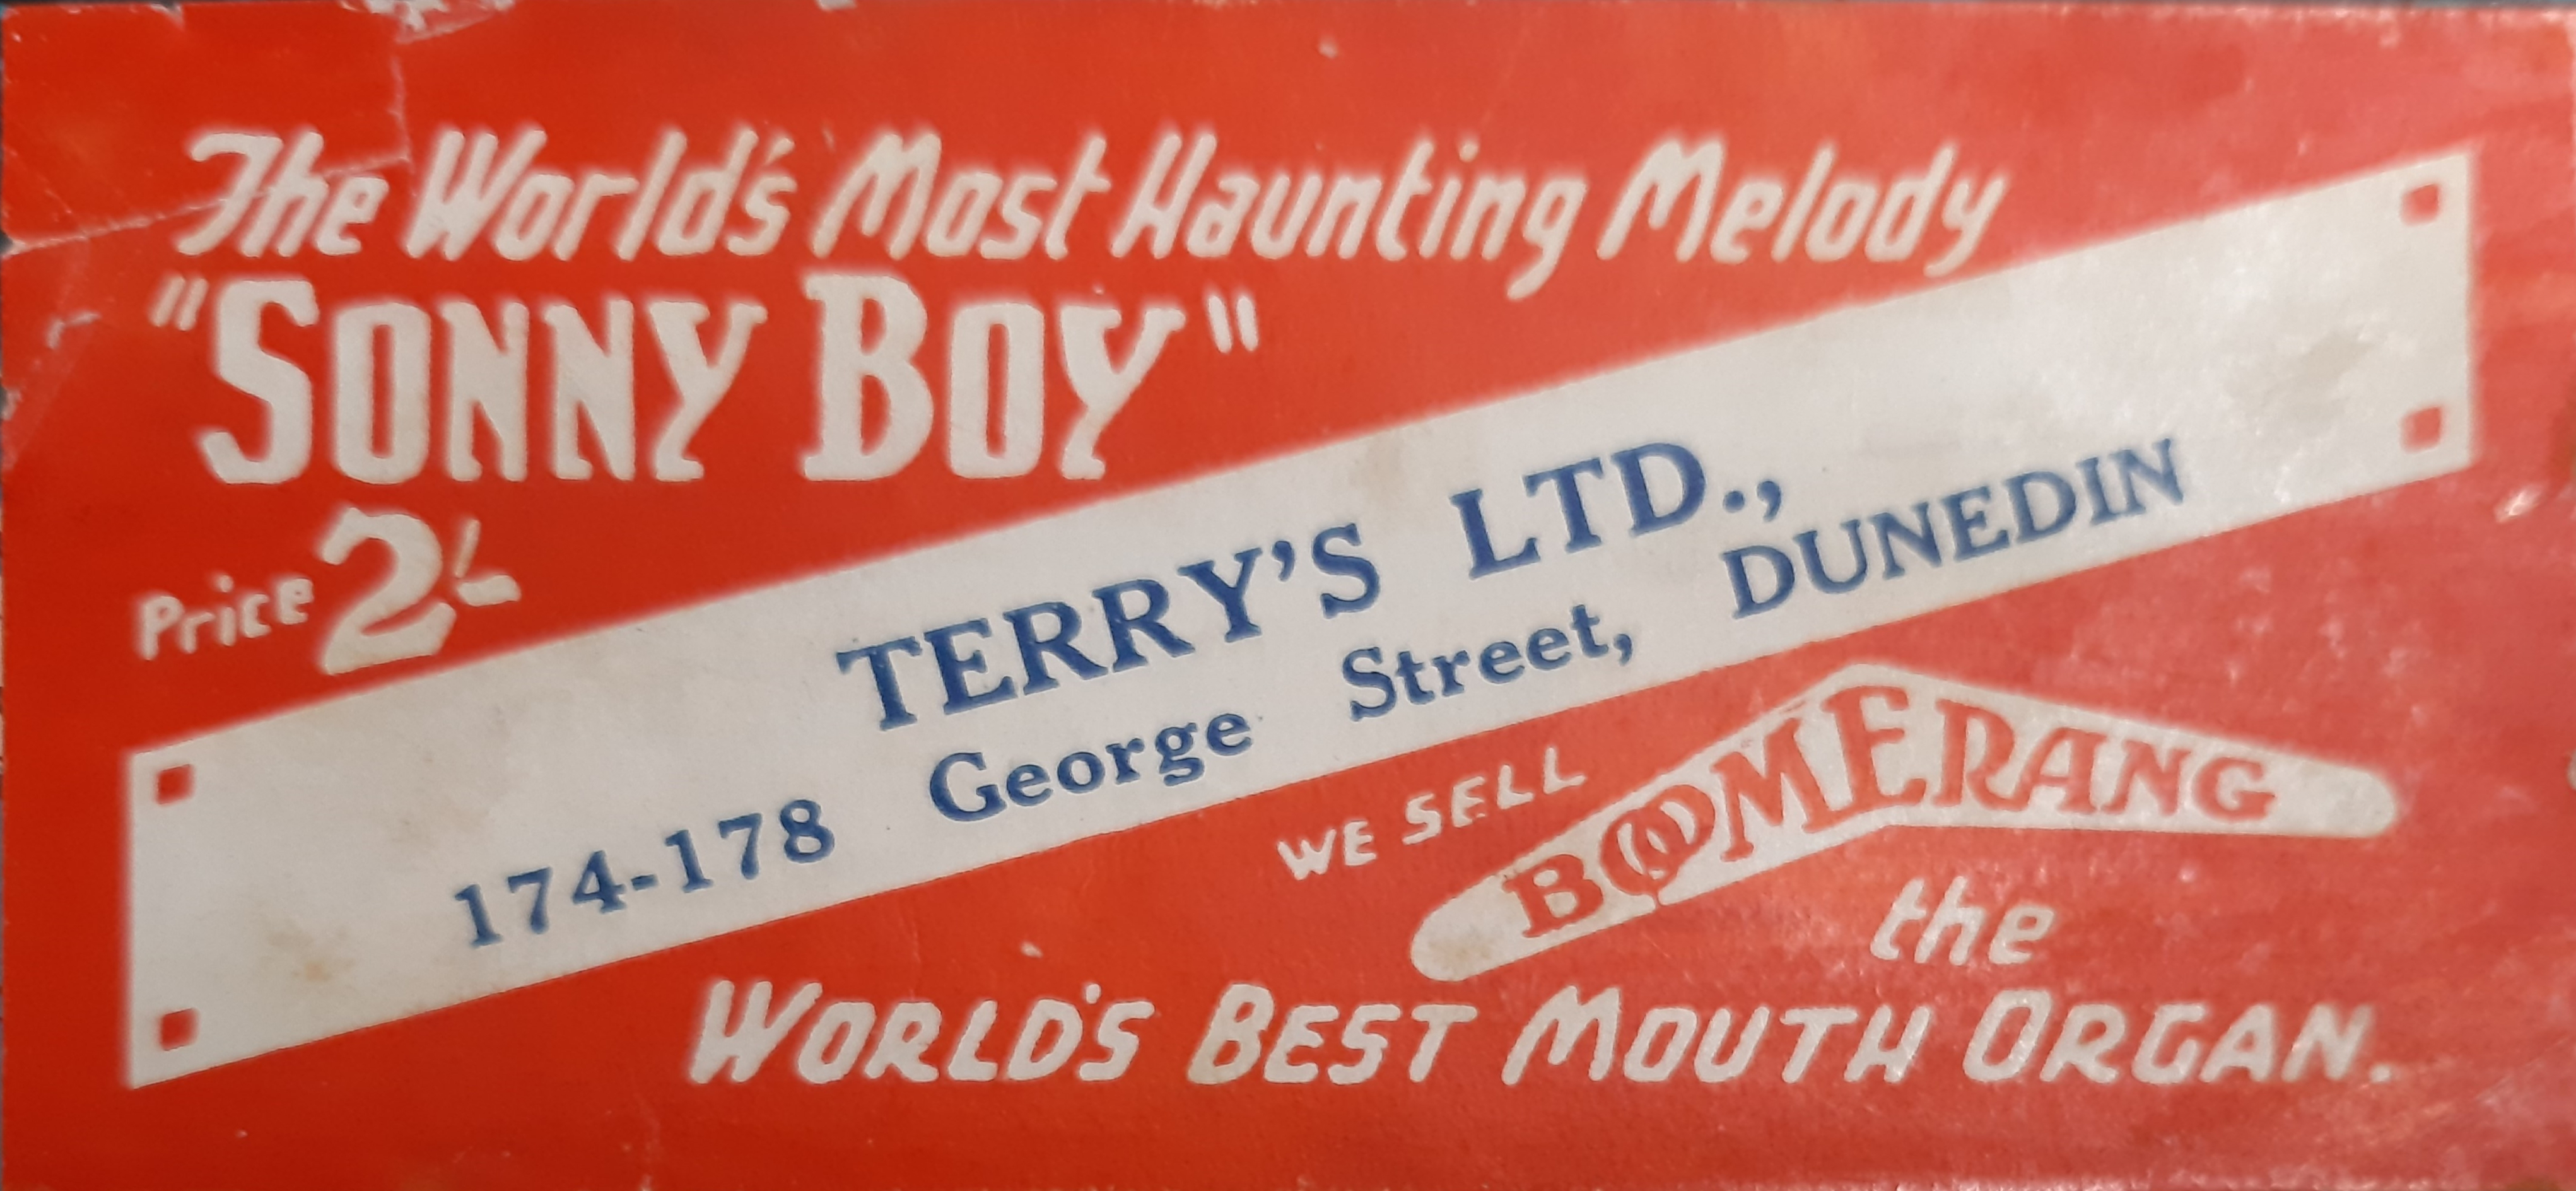 The World's Most Haunting Melody
"SONNY BOY"
Price 2/-
TERRY'S LTD.,
174-178 George Street, DUNEDIN
WE SELL BOOMERANG
the
WORLD'S BEST MOUTH ORGAN.